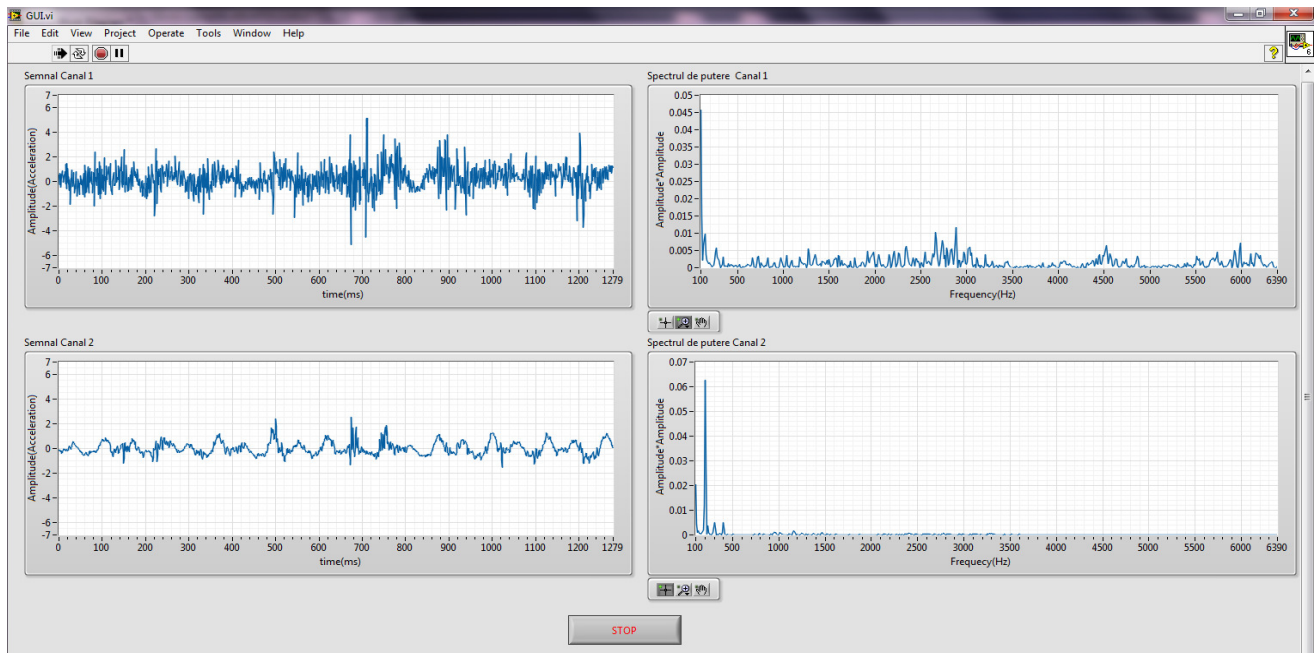 GUI.vi
File Edit View Project Operate Tools Window Help
6
Semnal Canal 1
7
6
4
2
0
-2
-4
-6
-7
Amplitude(Acceleration)
0 100 200 300 400 500 600 700 800 900 1000 1100 1200 1279
time(ms)
Spectrul de putere Canal 1
0.05
0.045
0.04
0.035
0.03
0.025
0.02
0.015
0.01
0.005
0
Amplitude*Amplitude
100 500 1000 1500 2000 2500 3000 3500 4000 4500 5000 5500 6000 6390
Frequency(Hz)
Semnal Canal 2
7
6
4
2
0
-2
-4
-6
-7
Amplitude(Acceleration)
0 100 200 300 400 500 600 700 800 900 1000 1100 1200 1279
time(ms)
Spectrul de putere Canal 2
0.07
0.06
0.05
0.04
0.03
0.02
0.01
0
Amplitude*Amplitude
100 500 1000 1500 2000 2500 3000 3500 4000 4500 5000 5500 6000 6390
Frequecy(Hz)
STOP